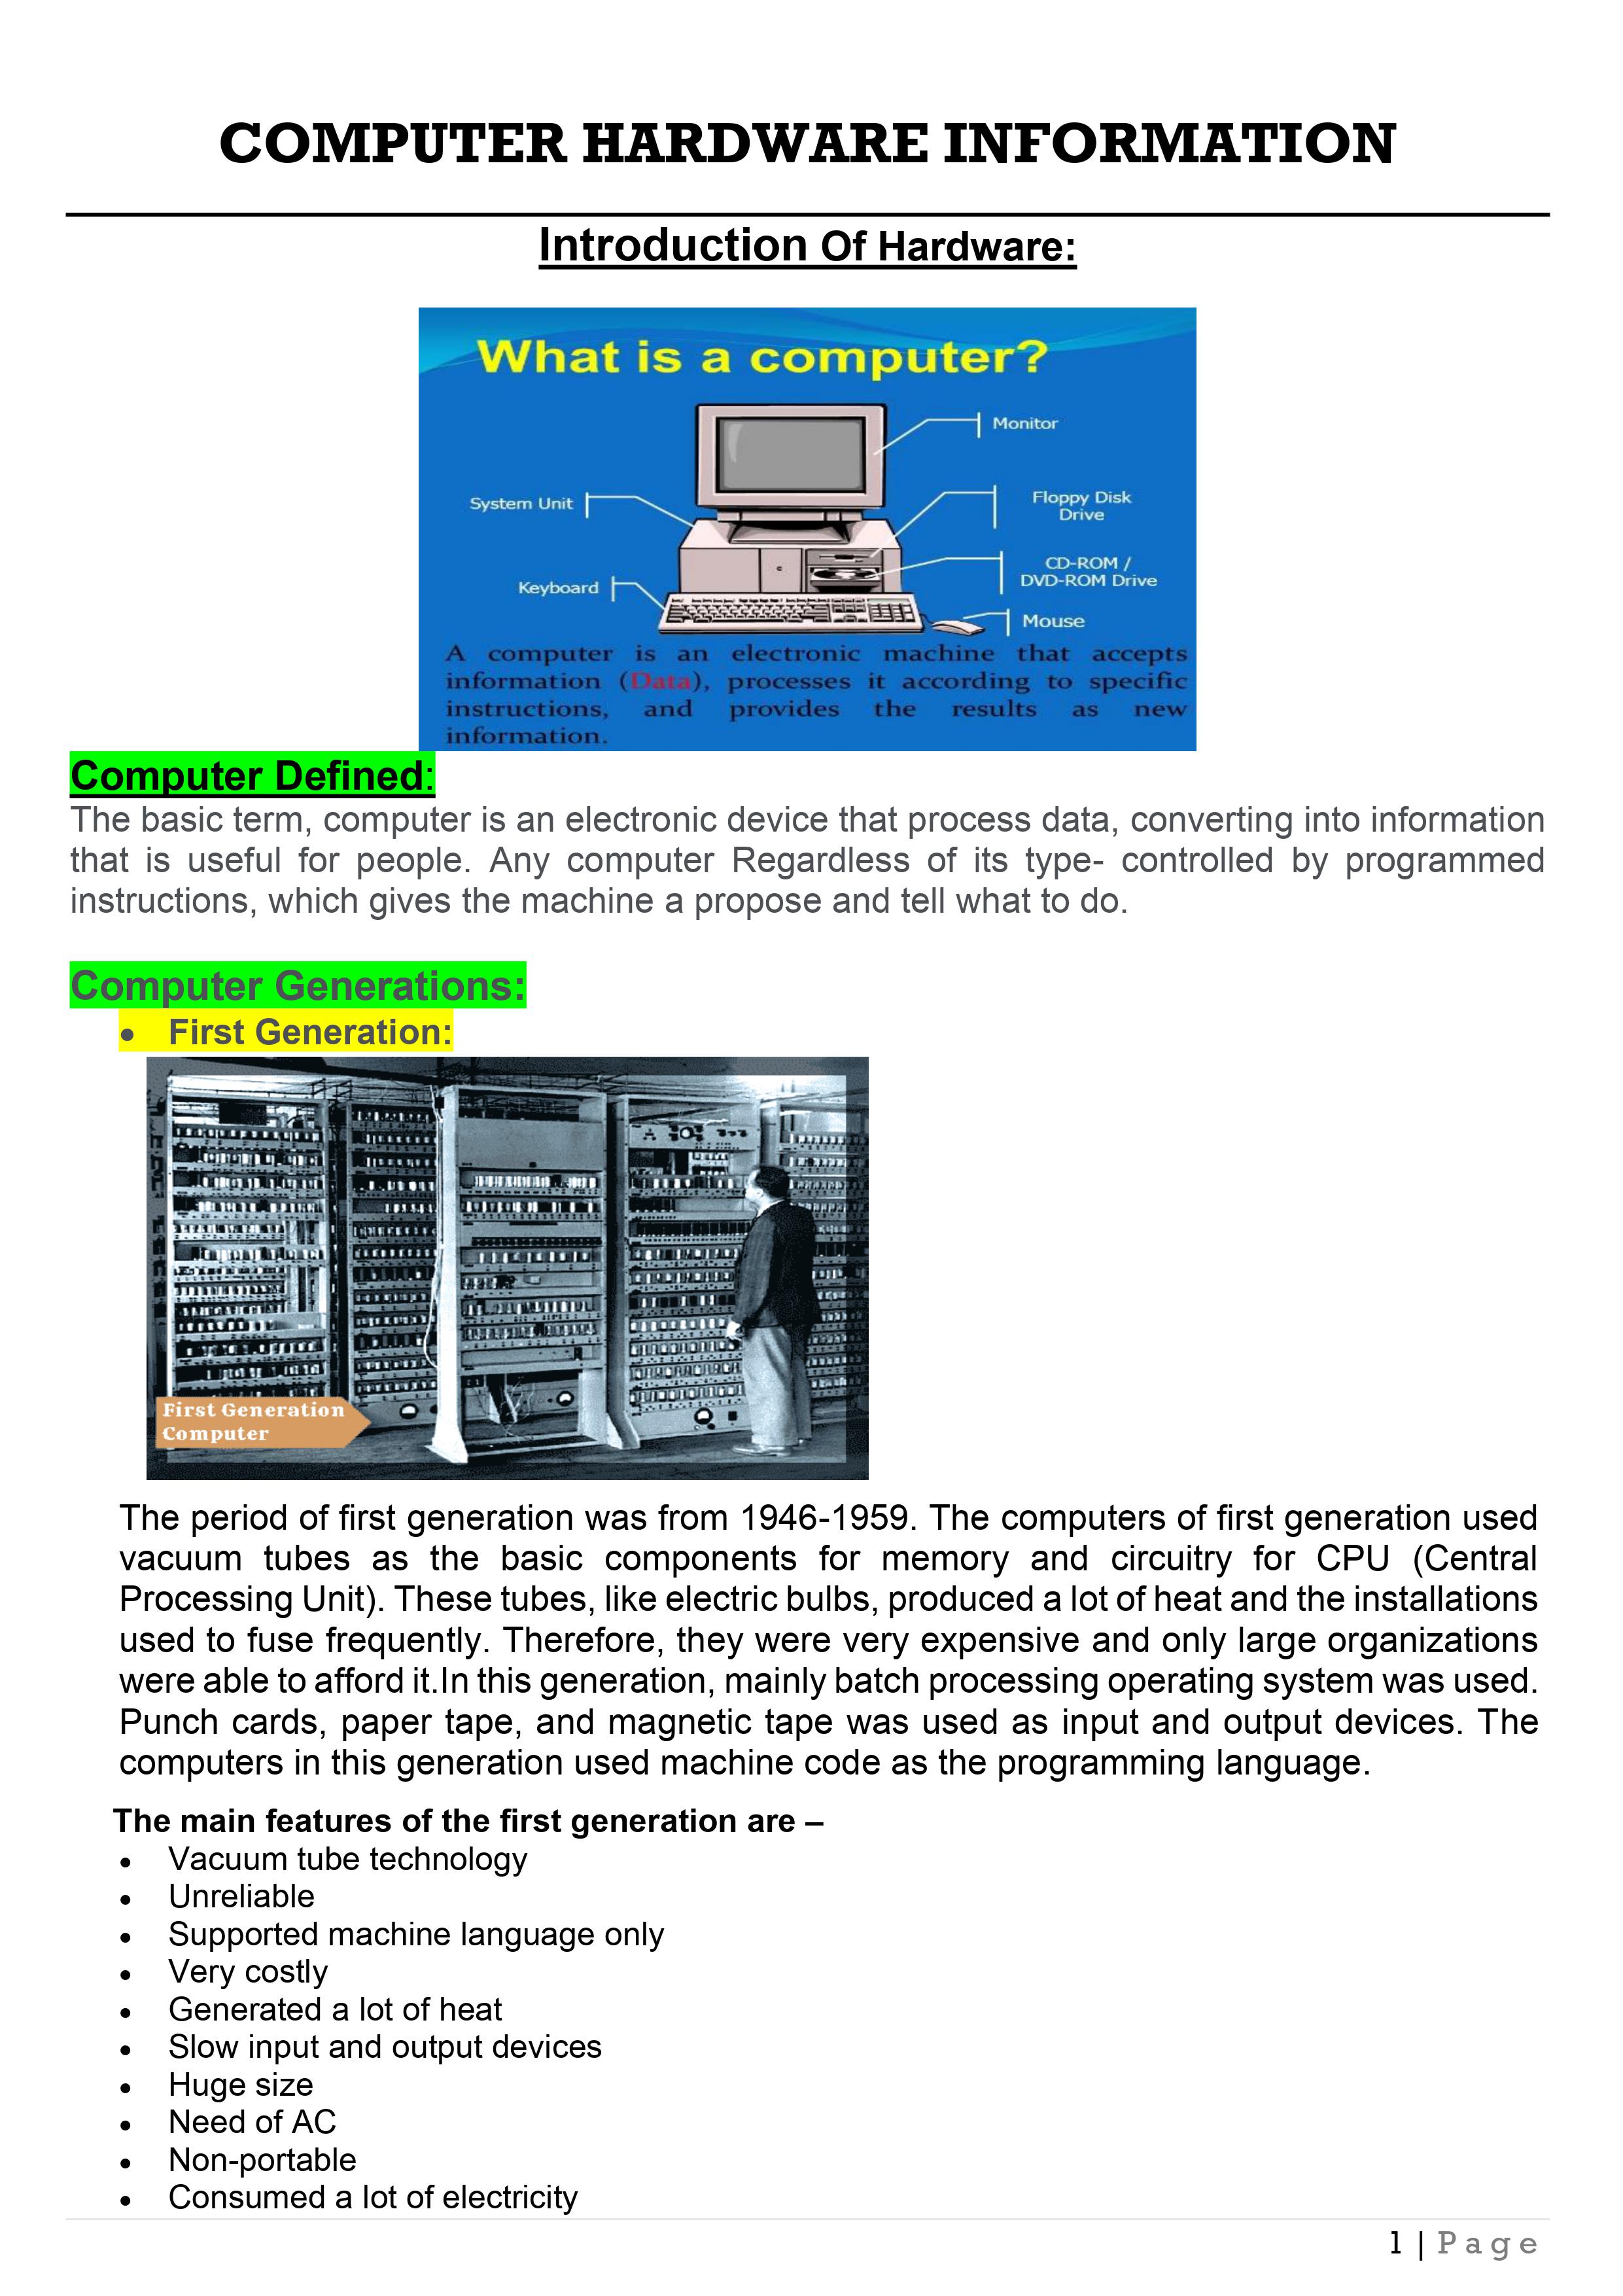 COMPUTER HARDWARE INFORMATION
Introduction Of Hardware:
What is a computer?
Monitor
System Unit
Floppy Disk
Drive
CD-ROM /
DVD-ROM Drive
Keyboard
Mouse
A computer is an electronic machine that accepts
information (Data), processes it according to specific
instructions, and provides the results as new
information.
Computer Defined:
The basic term, computer is an electronic device that process data, converting into information
that is useful for people. Any computer Regardless of its type- controlled by programmed
instructions, which gives the machine a propose and tell what to do.
Computer Generations:
• First Generation:
First Generation
Computer
The period of first generation was from 1946-1959. The computers of first generation used
vacuum tubes as the basic components for memory and circuitry for CPU (Central
Processing Unit). These tubes, like electric bulbs, produced a lot of heat and the installations
used to fuse frequently. Therefore, they were very expensive and only large organizations
were able to afford it.In this generation, mainly batch processing operating system was used.
Punch cards, paper tape, and magnetic tape was used as input and output devices. The
computers in this generation used machine code as the programming language.
The main features of the first generation are –
• Vacuum tube technology
• Unreliable
• Supported machine language only
• Very costly
• Generated a lot of heat
• Slow input and output devices
• Huge size
• Need of AC
• Non-portable
• Consumed a lot of electricity
1 | Page